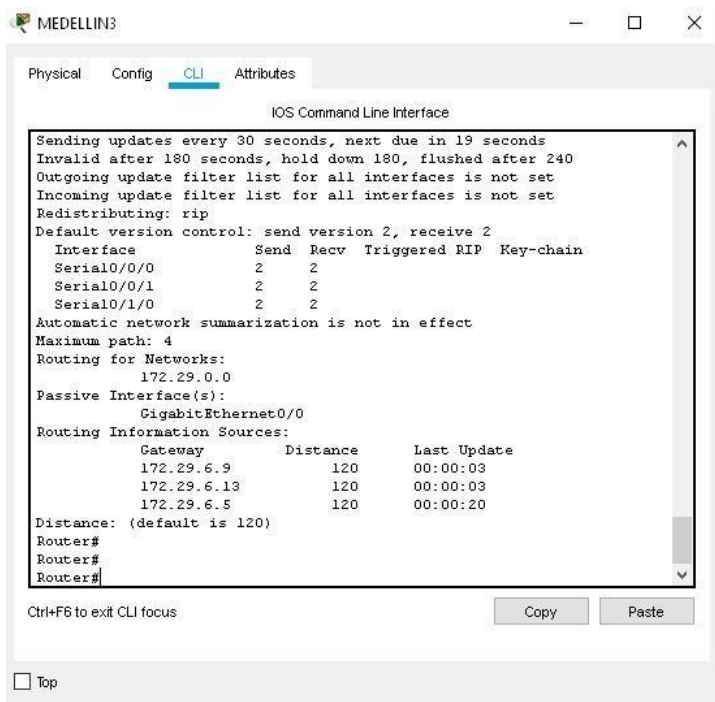 MEDELLIN3
Physical Config CLI Attributes
IOS Command Line Interface
Sending updates every 30 seconds, next due in 19 seconds
Invalid after 180 seconds, hold down 180, flushed after 240
Outgoing update filter list for all interfaces is not set
Incoming update filter list for all interfaces is not set
Redistributing: rip
Default version control: send version 2, receive 2
Interface Send Recv Triggered RIP Key-chain
Serial0/0/0 2 2
Serial0/0/1 2 2
Serial0/1/0 2 2
Automatic network summarization is not in effect
Maximum path: 4
Routing for Networks:
172.29.0.0
Passive Interface(s):
GigabitEthernet0/0
Routing Information Sources:
Gateway Distance Last Update
172.29.6.9 120 00:00:03
172.29.6.13 120 00:00:03
172.29.6.5 120 00:00:20
Distance: (default is 120)
Router#
Router#
Router#
Ctrl+F6 to exit CLI focus
Copy Paste
Top